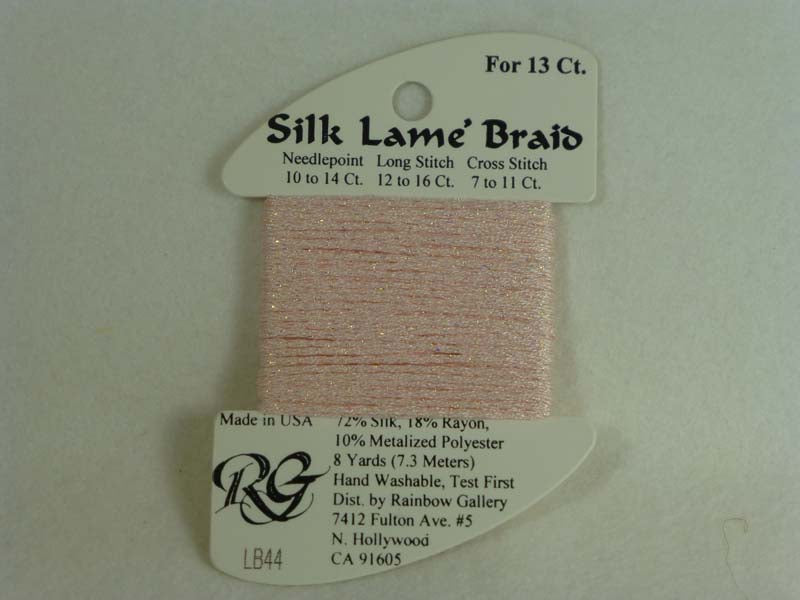 For 13 Ct.
Silk Lamé Braid
Needlepoint Long Stitch Cross Stitch
10 to 14 Ct. 12 to 16 Ct. 7 to 11 Ct.
Made in USA
72% Silk, 18% Rayon,
10% Metalized Polyester
8 Yards (7.3 Meters)
Hand Washable, Test First
Dist. by Rainbow Gallery
7412 Fulton Ave. #5
N. Hollywood
CA 91605
RG
LB44